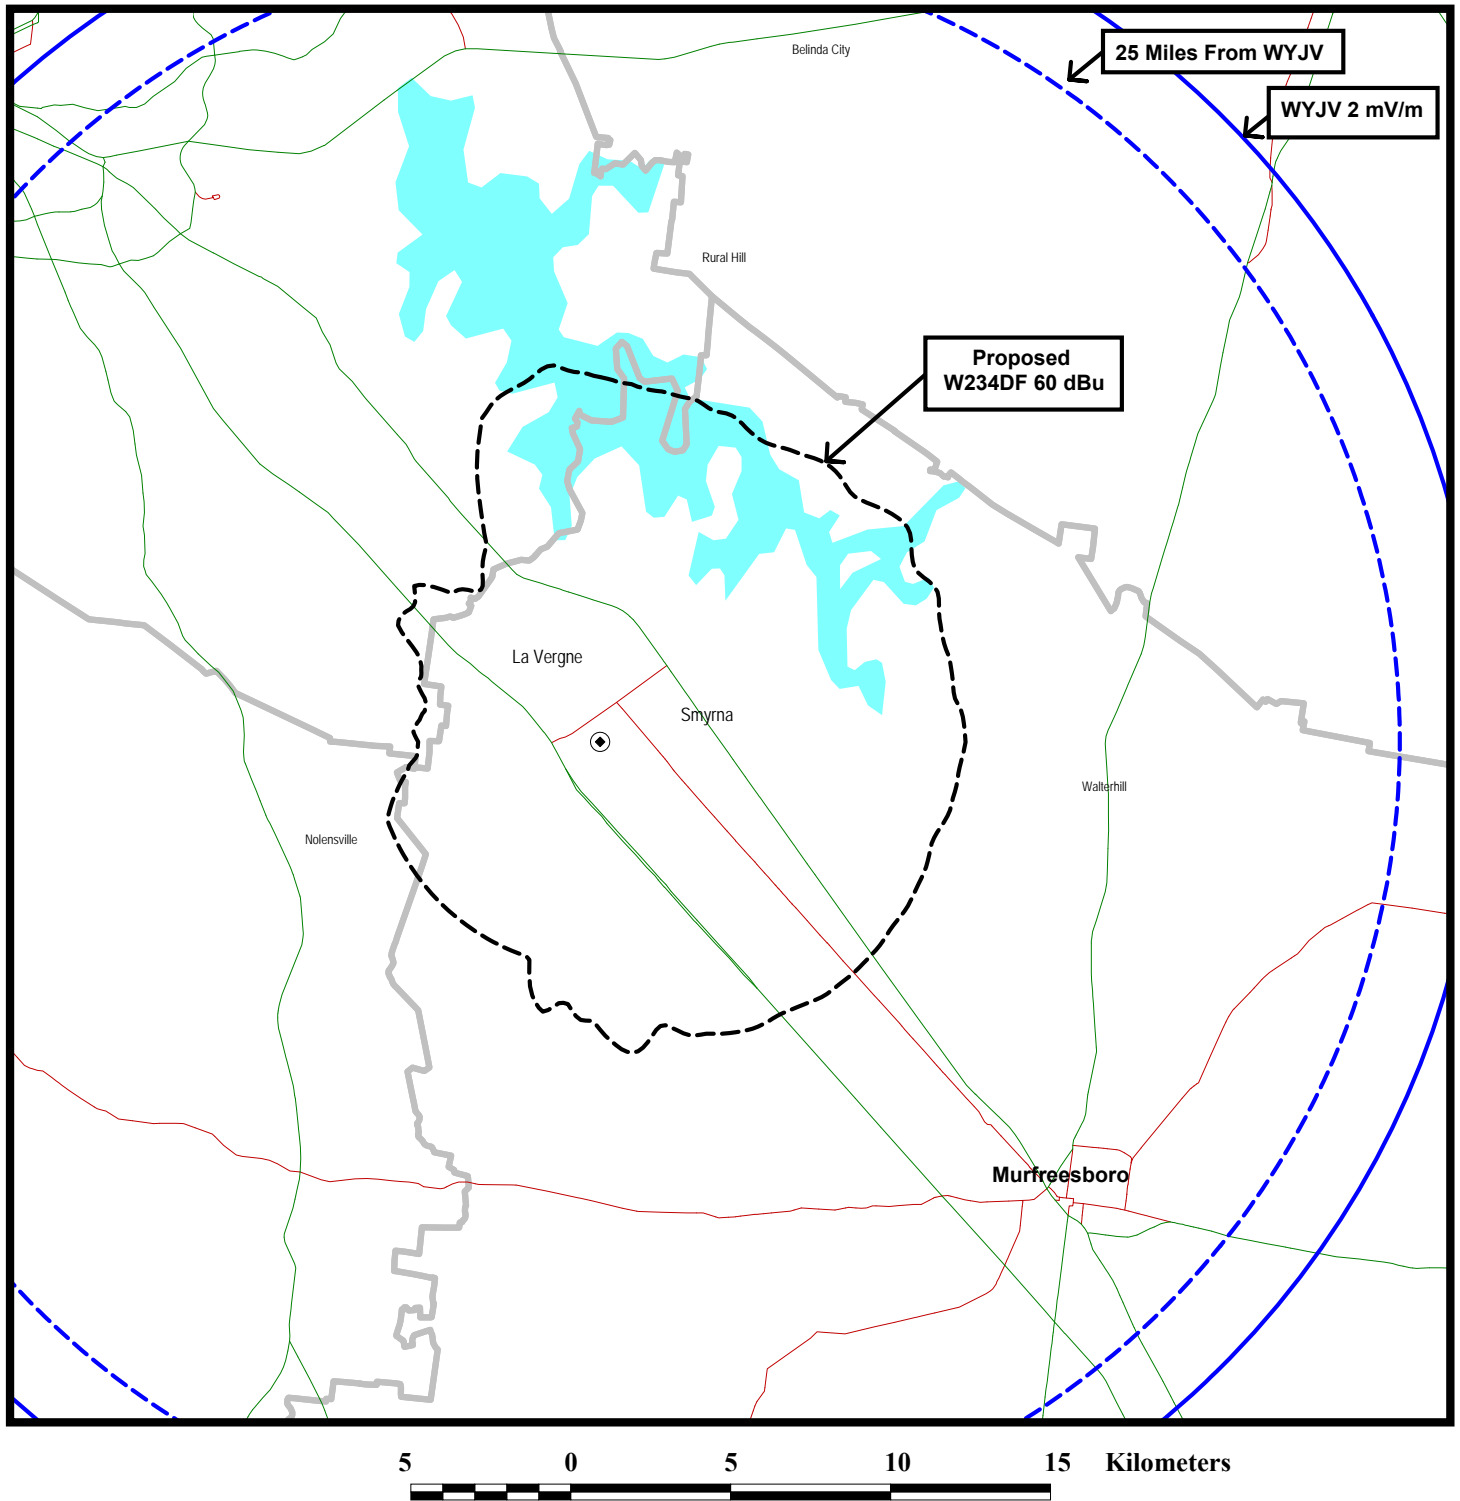 Belinda City
25 Miles From WYJV
WYJV 2 mV/m
Rural Hill
Proposed
W234DF 60 dBu
La Vergne
Smyrna
Walterhill
Nolensville
Murfreesboro
5 0 5 10 15 Kilometers